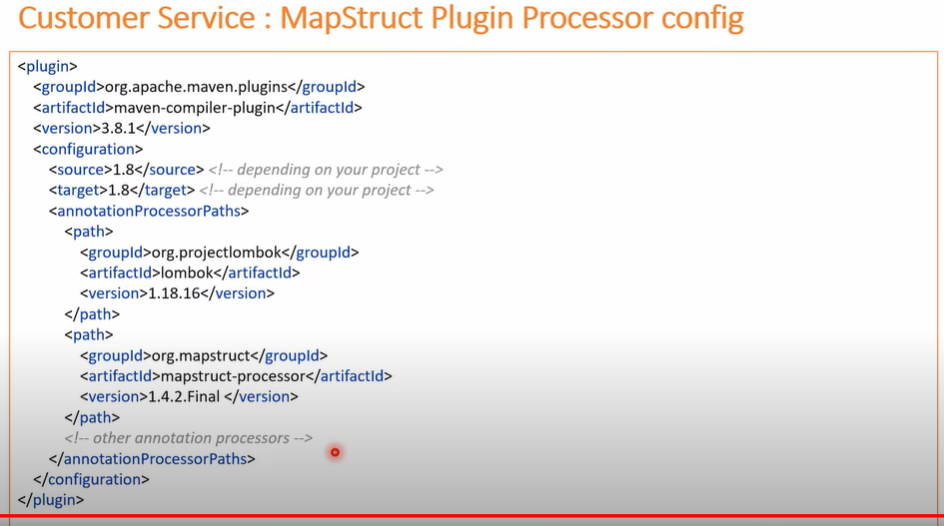 Customer Service : MapStruct Plugin Processor config
<plugin>
<groupId>org.apache.maven.plugins</groupId>
<artifactId>maven-compiler-plugin</artifactId>
<version>3.8.1</version>
<configuration>
<source>1.8</source> <!-- depending on your project -->
<target>1.8</target> <!-- depending on your project -->
<annotationProcessorPaths>
<path>
<groupId>org.projectlombok</groupId>
<artifactId>lombok</artifactId>
<version>1.18.16</version>
</path>
<path>
<groupId>org.mapstruct</groupId>
<artifactId>mapstruct-processor</artifactId>
<version>1.4.2.Final </version>
</path>
<!-- other annotation processors -->
</annotationProcessorPaths>
</configuration>
</plugin>